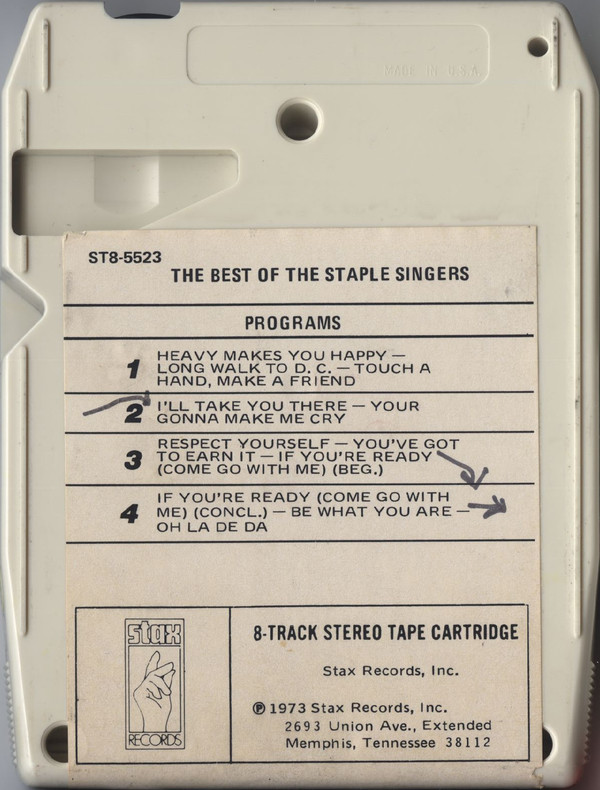 MADE IN U.S.A.
ST8-5523
THE BEST OF THE STAPLE SINGERS
PROGRAMS
1 HEAVY MAKES YOU HAPPY —
LONG WALK TO D. C. — TOUCH A
HAND, MAKE A FRIEND
2 I'LL TAKE YOU THERE — YOUR
GONNA MAKE ME CRY
3 RESPECT YOURSELF — YOU'VE GOT
TO EARN IT — IF YOU'RE READY
(COME GO WITH ME) (BEG.)
4 IF YOU'RE READY (COME GO WITH
ME) (CONCL.) — BE WHAT YOU ARE —
OH LA DE DA
stax
RECORDS
8-TRACK STEREO TAPE CARTRIDGE
Stax Records, Inc.
℗ 1973 Stax Records, Inc.
2693 Union Ave., Extended
Memphis, Tennessee 38112